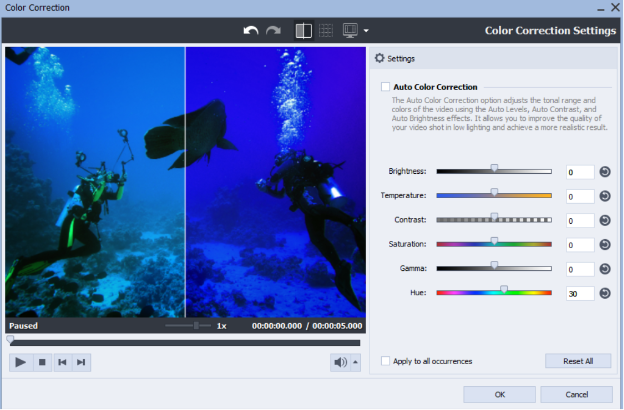 Color Correction
Color Correction Settings
Settings
Auto Color Correction
The Auto Color Correction option adjusts the tonal range and
colors of the video using the Auto Levels, Auto Contrast, and
Auto Brightness effects. It allows you to improve the quality of
your video shot in low lighting and achieve a more realistic result.
Brightness: 0
Temperature: 0
Contrast: 0
Saturation: 0
Gamma: 0
Hue: 30
Paused 1x 00:00:00.000 / 00:00:05.000
Apply to all occurrences Reset All
OK Cancel